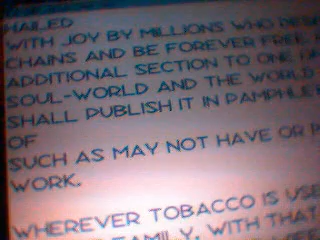 HAILED
WITH JOY BY MILLIONS WHO
CHAINS AND BE FOREVER FREE.
ADDITIONAL SECTION TO ONE
SOUL-WORLD AND THE WORLD
SHALL PUBLISH IT IN PAMPHLE
OF
SUCH AS MAY NOT HAVE OR
WORK.
WHEREVER TOBACCO IS USE
FAMILY, WITH THAT